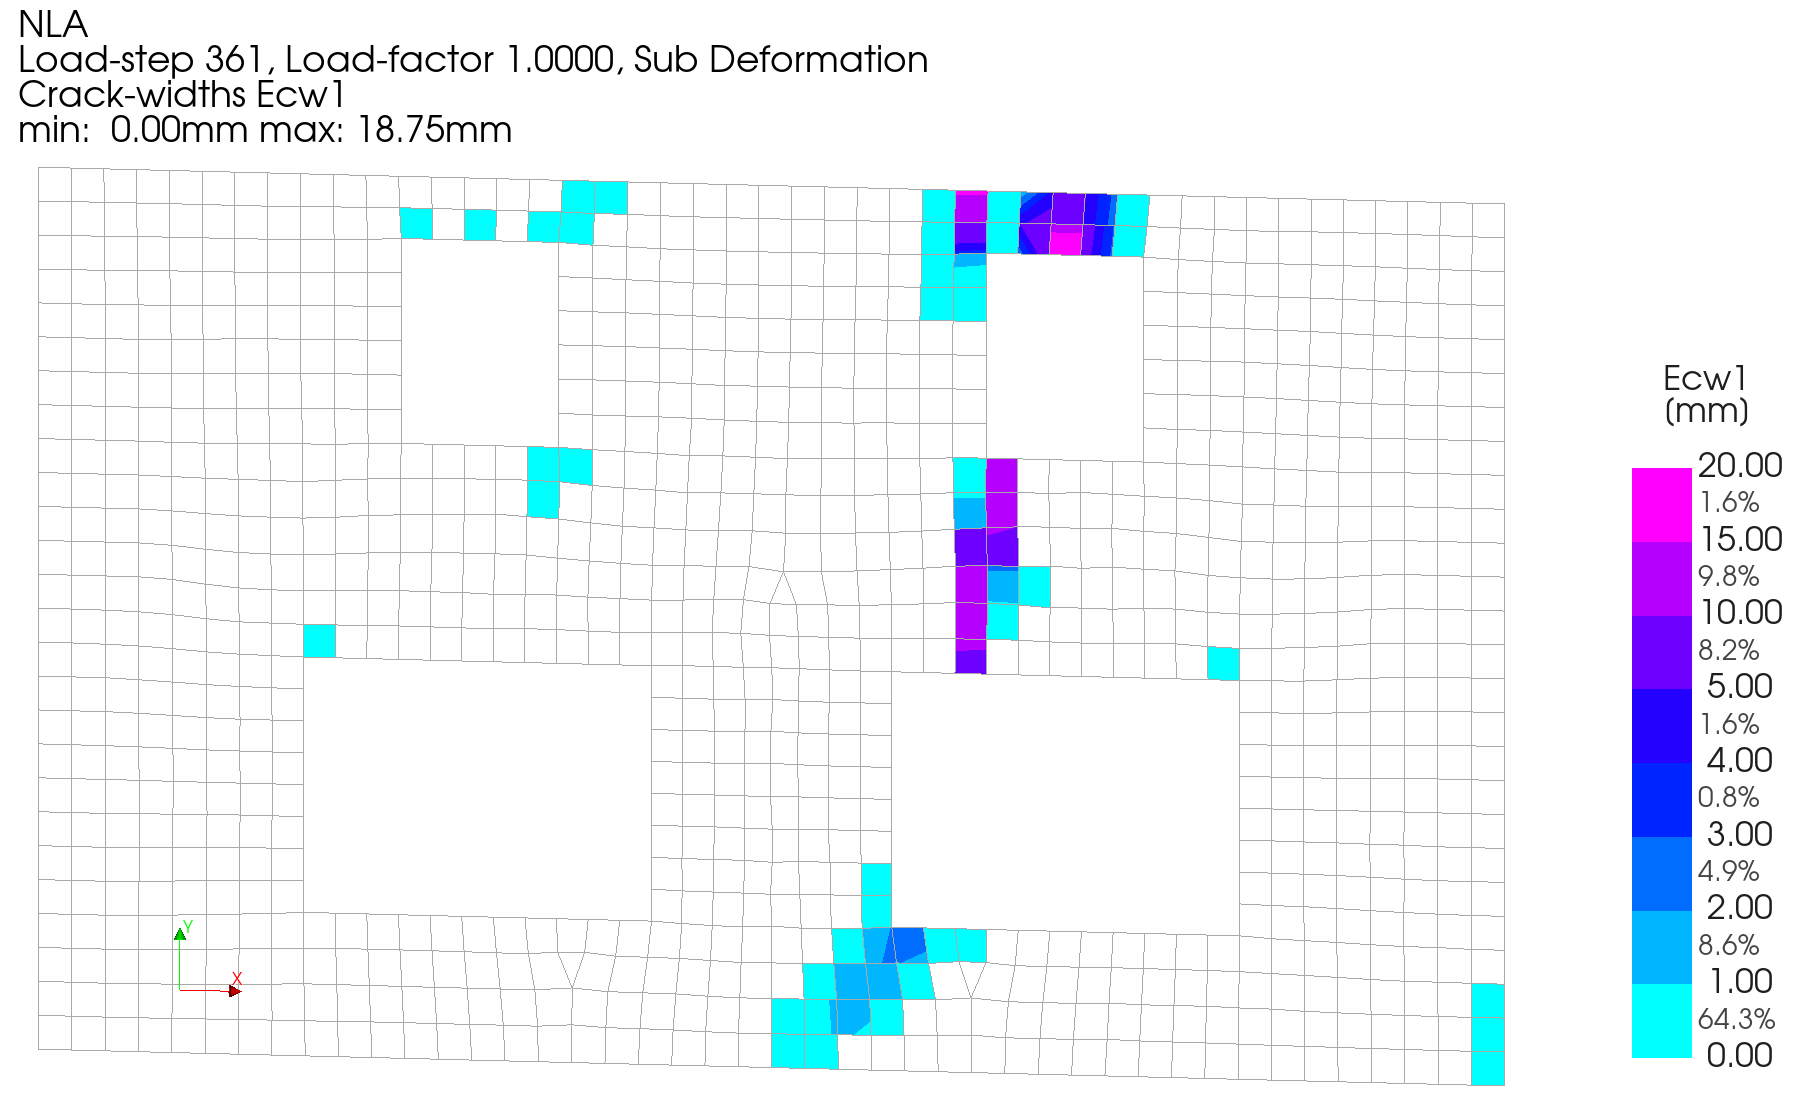 NLA
Load-step 361, Load-factor 1.0000, Sub Deformation
Crack-widths Ecw1
min:  0.00mm max: 18.75mm
Ecw1
(mm)
20.00
1.6%
15.00
9.8%
10.00
8.2%
5.00
1.6%
4.00
0.8%
3.00
4.9%
2.00
8.6%
1.00
64.3%
0.00
Y
X